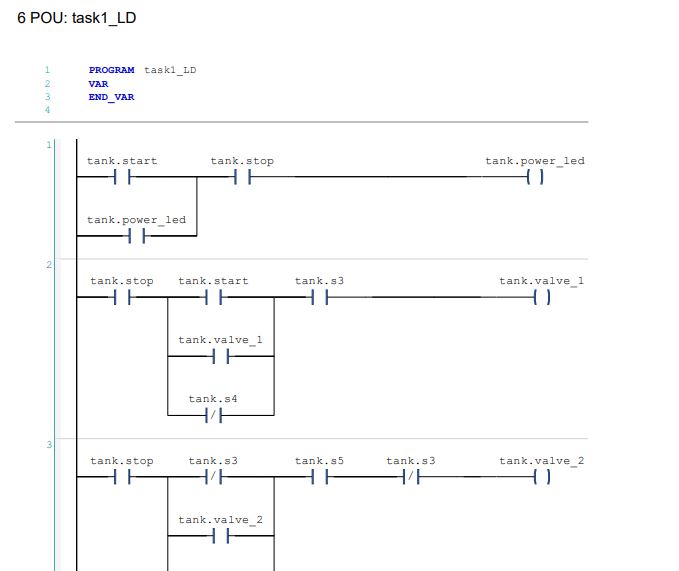 6 POU: task1_LD
1 PROGRAM task1_LD
2 VAR
3 END_VAR
4
1
tank.start tank.stop tank.power_led
tank.power_led
2
tank.stop tank.start tank.s3 tank.valve_1
tank.valve_1
tank.s4
3
tank.stop tank.s3 tank.s5 tank.s3 tank.valve_2
tank.valve_2